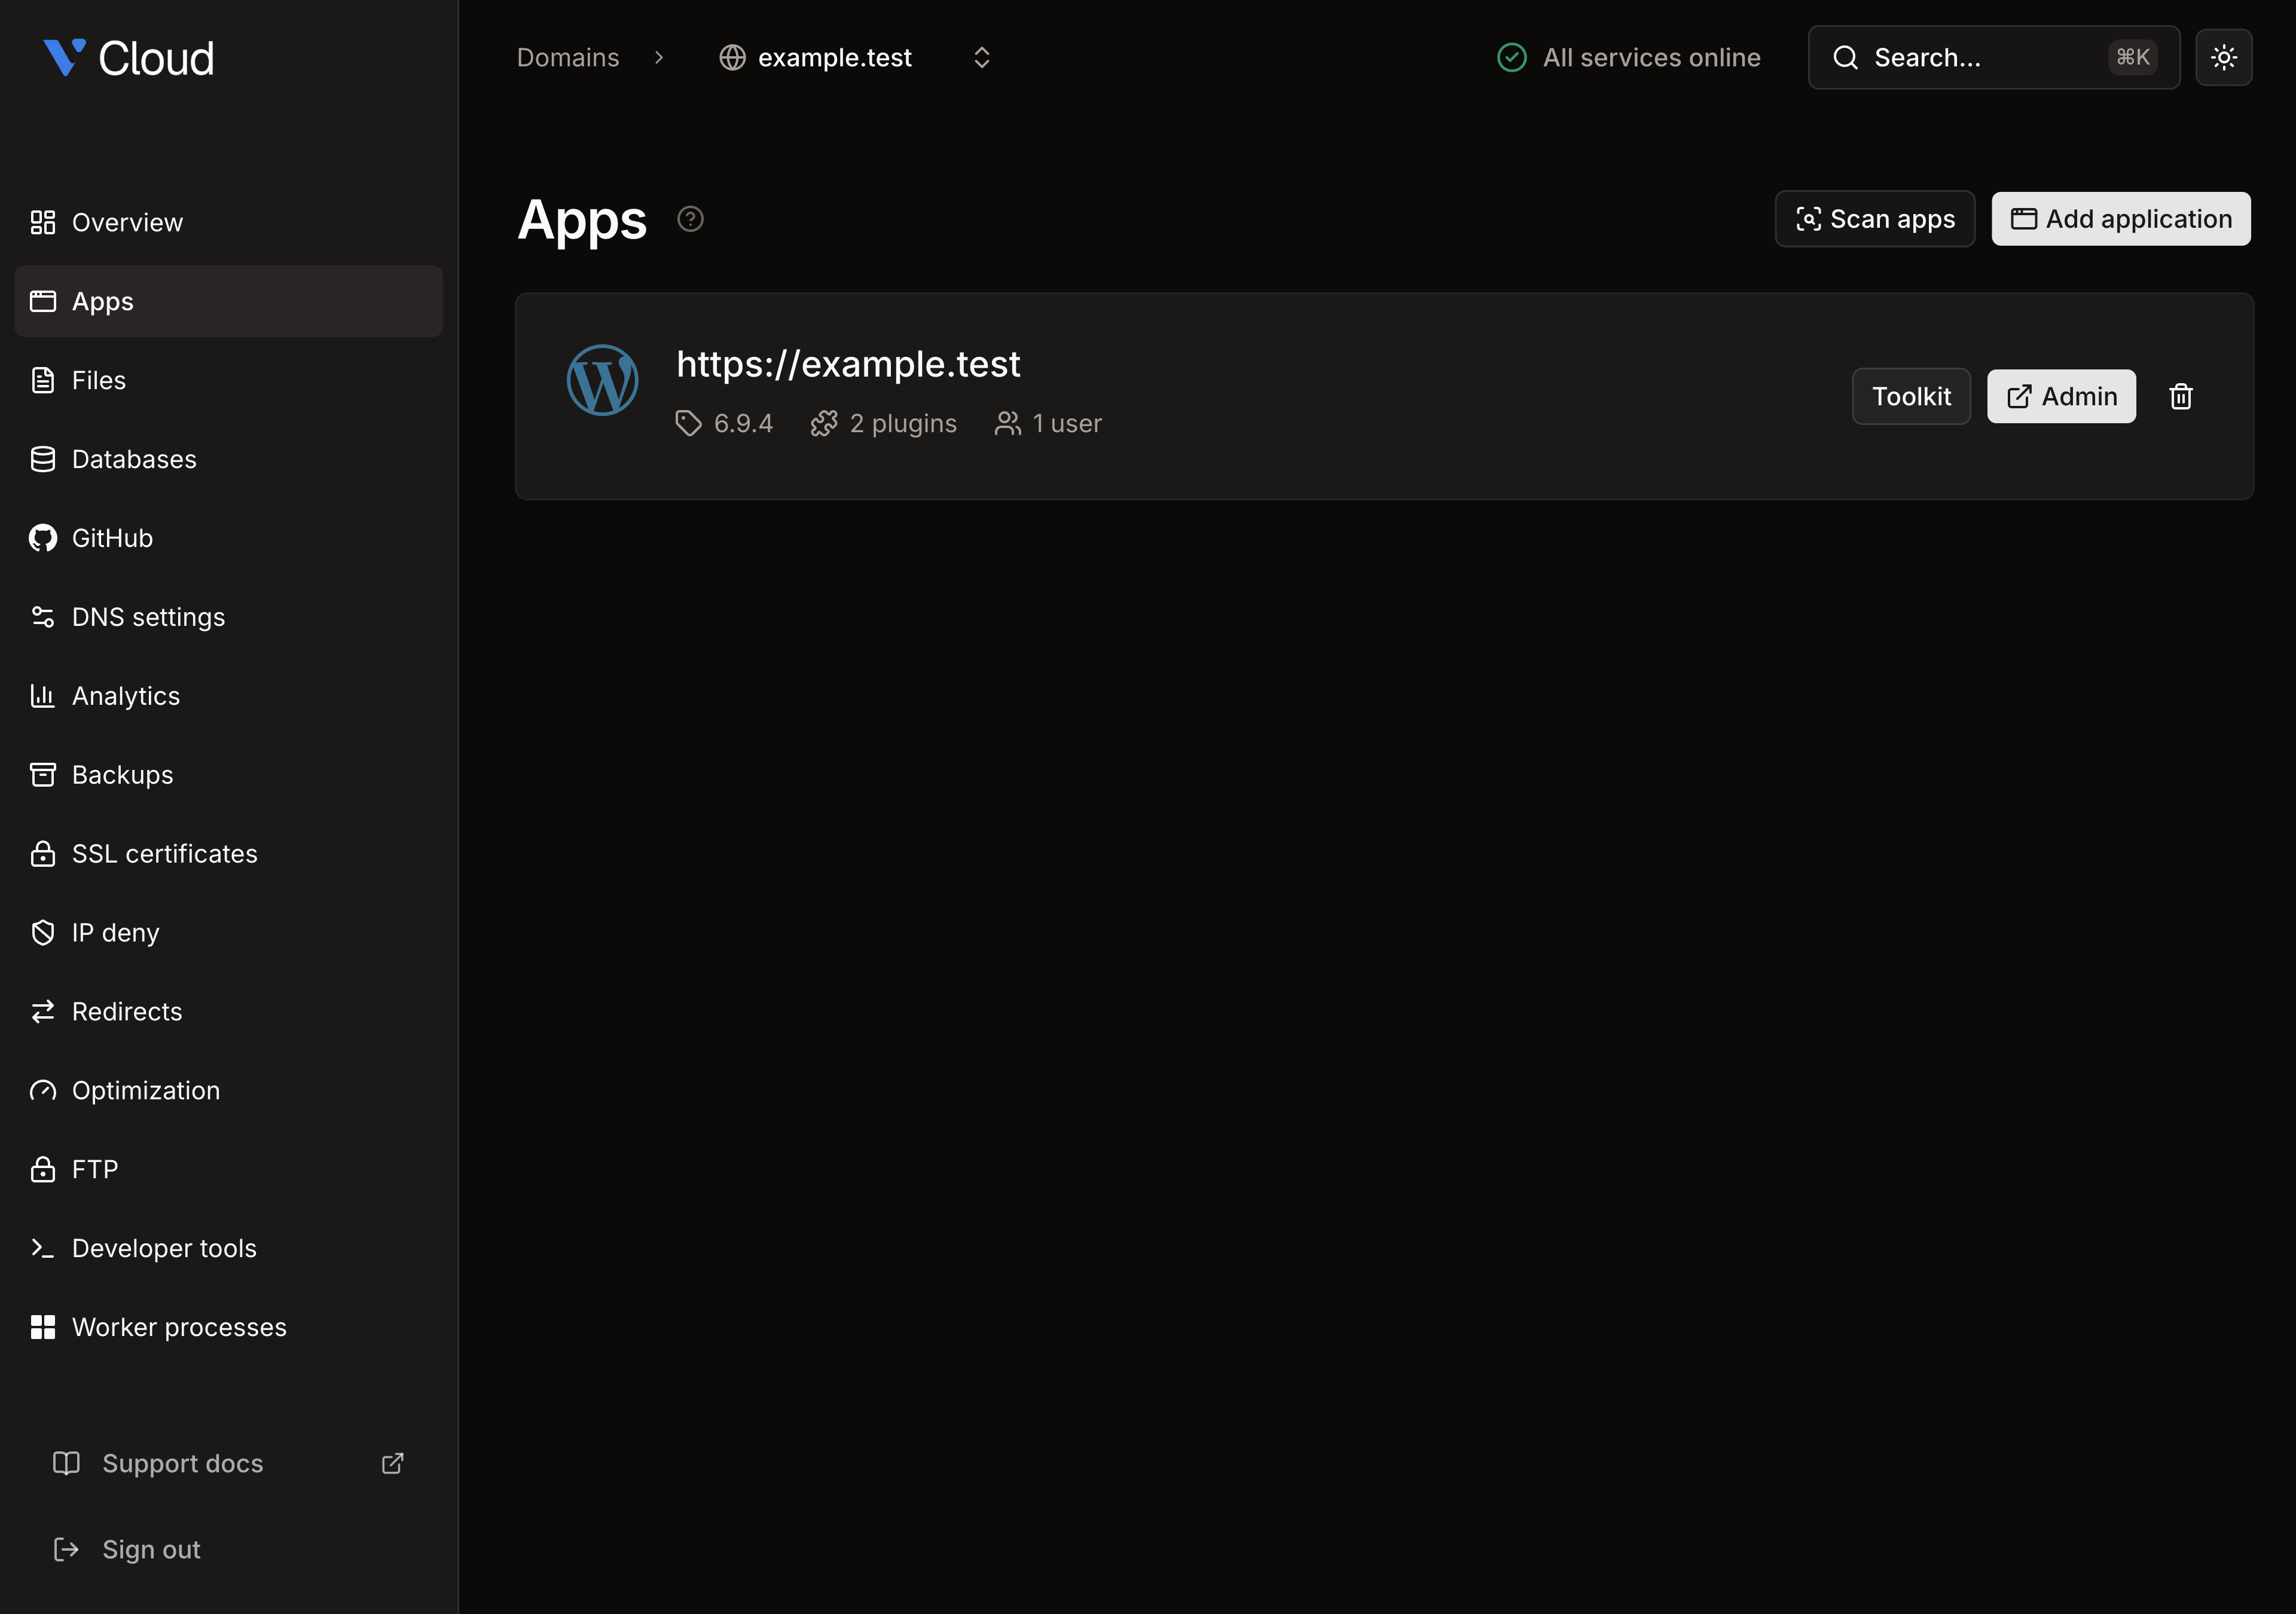 Cloud
Domains
example.test
All services online
Search...
⌘K
Overview
Apps
Files
Databases
GitHub
DNS settings
Analytics
Backups
SSL certificates
IP deny
Redirects
Optimization
FTP
Developer tools
Worker processes
Support docs
Sign out
Apps
Scan apps
Add application
https://example.test
6.9.4
2 plugins
1 user
Toolkit
Admin